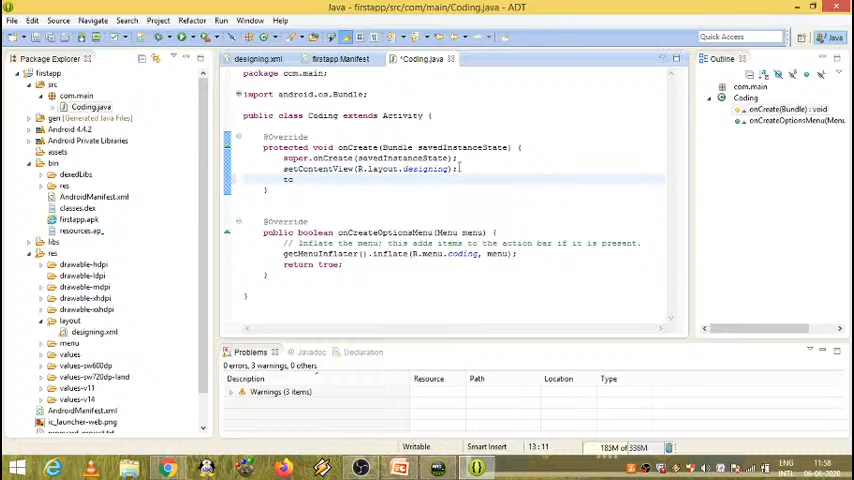 Java - firstapp/src/com/main/Coding.java - ADT
File Edit Source Refactor Navigate Search Project Refactor Run Window Help
Quick Access
Java
Package Explorer
designing.xml
firstapp Manifest
*Coding.java
Outline
firstapp
src
com.main
Coding.java
gen [Generated Java Files]
Android 4.4.2
Android Private Libraries
assets
bin
dexedLibs
res
AndroidManifest.xml
classes.dex
firstapp.apk
resources.ap_
libs
res
drawable-hdpi
drawable-ldpi
drawable-mdpi
drawable-xhdpi
drawable-xxhdpi
layout
designing.xml
menu
values
values-sw600dp
values-sw720dp-land
values-v11
values-v14
AndroidManifest.xml
ic_launcher-web.png
package com.main;
import android.os.Bundle;
public class Coding extends Activity {
@Override
protected void onCreate(Bundle savedInstanceState) {
super.onCreate(savedInstanceState);
setContentView(R.layout.designing);
to
}
@Override
public boolean onCreateOptionsMenu(Menu menu) {
// Inflate the menu; this adds items to the action bar if it is present.
getMenuInflater().inflate(R.menu.coding, menu);
return true;
}
}
com.main
Coding
onCreate(Bundle) : void
onCreateOptionsMenu(Menu
Problems
Javadoc
Declaration
0 errors, 3 warnings, 0 others
Description Resource Path Location Type
Warnings (3 items)
Writable
Smart Insert
13 : 11
185M of 336M
ENG
INTL
11:58
06-06-2020